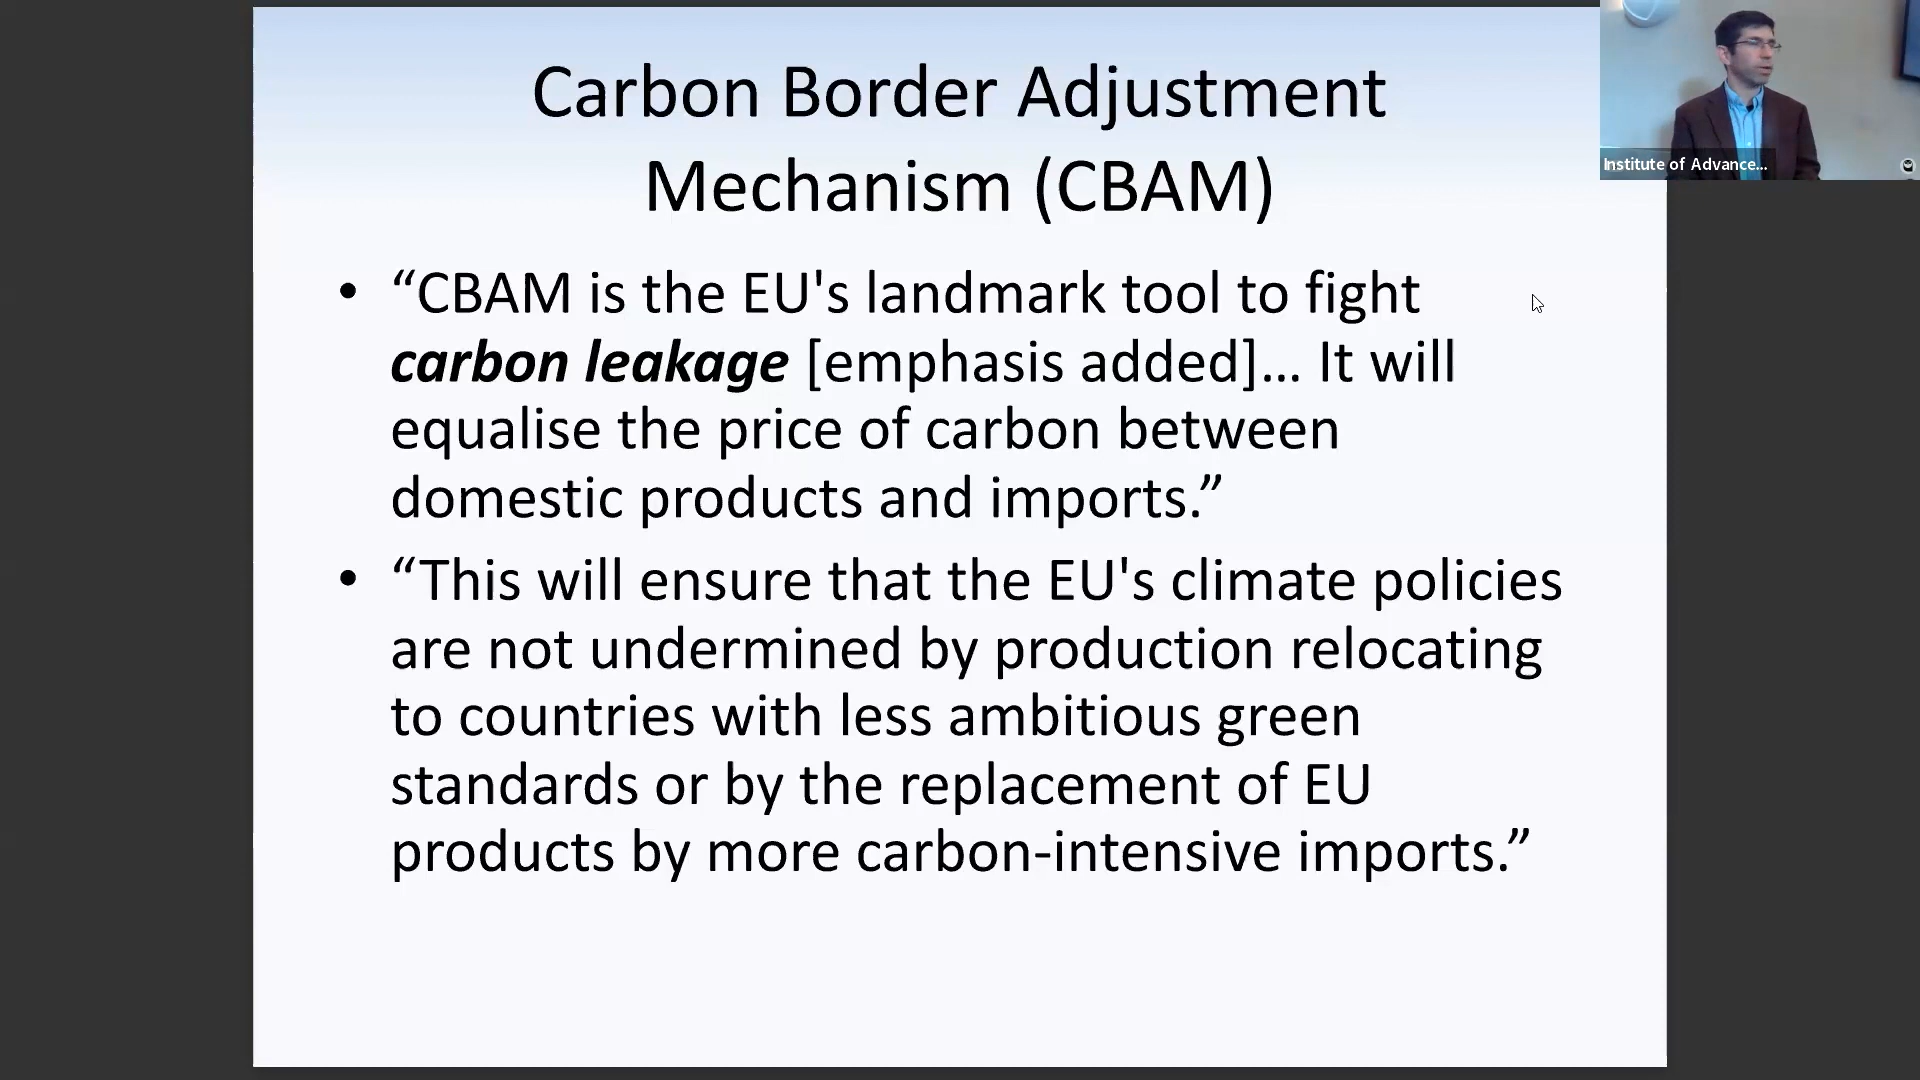 Carbon Border Adjustment
Mechanism (CBAM)
• “CBAM is the EU's landmark tool to fight
carbon leakage [emphasis added]… It will
equalise the price of carbon between
domestic products and imports.”
• “This will ensure that the EU's climate policies
are not undermined by production relocating
to countries with less ambitious green
standards or by the replacement of EU
products by more carbon-intensive imports.”
Institute of Advance...